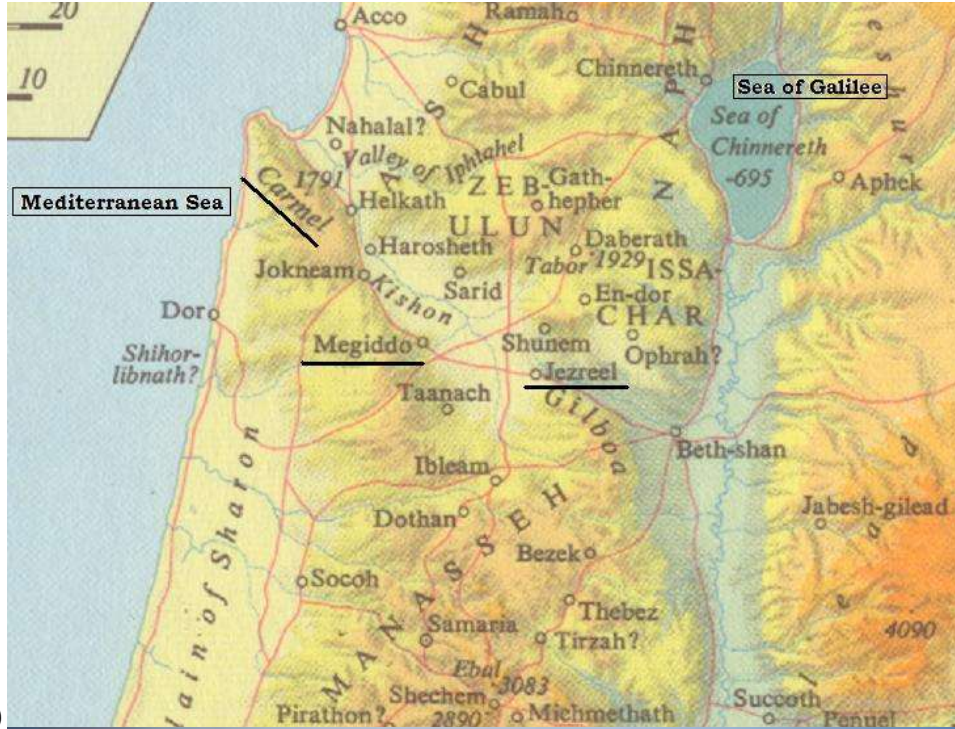 20
10
Acco
Ramah
eshur
H
H
Cabul
Chinnereth
Sea of Galilee
S
P
Sea of
Chinnereth
-695
Nahalal?
Valley of Iphtahel
A
A
N
1791
Carmel
Mediterranean Sea
Helkath
ZEB-
ULUN
Gath-
hepher
Aphek
Harosheth
Daberath
Tabor 1929
ISSA-
CHAR
Jokneam
Kishon
Sarid
En-dor
Dor
Megiddo
Shunem
Ophrah?
Shihor-
libnath?
Jezreel
Taanach
Gilboa
Beth-shan
Ibleam
Dothan
Jabesh-gilead
MANASSEH
Bezek
lain of Sharon
Socoh
Thebez
Samaria
Tirzah?
4090
Ebal
3083
Shechem
2890
Michmethath
Pirathon?
Succoth
Penuel
l e a d